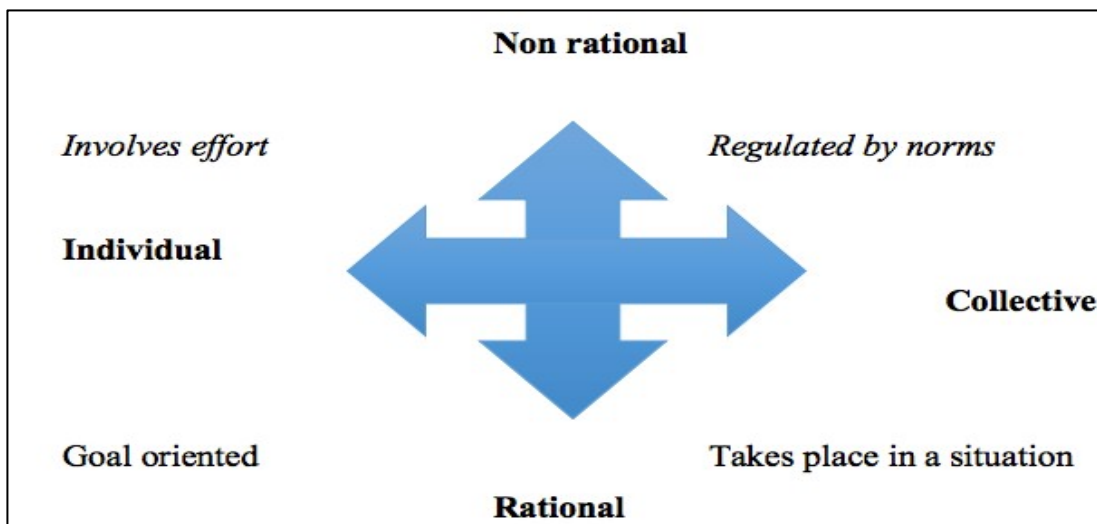 Non rational
Involves effort
Regulated by norms
Individual
Collective
Goal oriented
Takes place in a situation
Rational